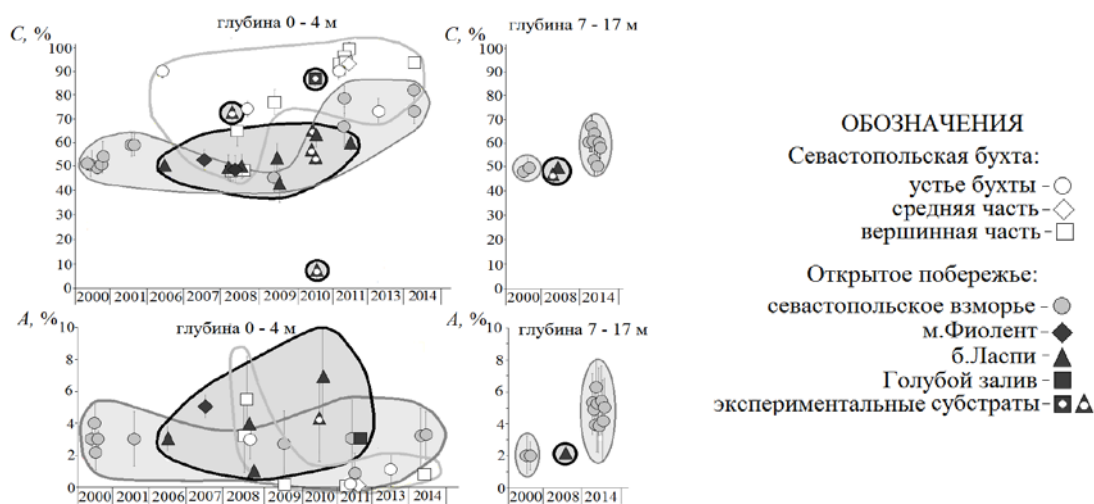 глубина 0 - 4 м
глубина 7 - 17 м
C, %
C, %
100
90
80
70
60
50
40
30
20
10
0
2000 2001 2006 2007 2008 2009 2010 2011 2013 2014
100
90
80
70
60
50
40
30
20
10
0
2000 2008 2014
A, %
глубина 0 - 4 м
A, %
глубина 7 - 17 м
10
8
6
4
2
0
2000 2001 2006 2007 2008 2009 2010 2011 2013 2014
10
8
6
4
2
0
2000 2008 2014
ОБОЗНАЧЕНИЯ
Севастопольская бухта:
устье бухты -
средняя часть -
вершинная часть -
Открытое побережье:
севастопольское взморье -
м.Фиолент -
б.Ласпи -
Голубой залив -
экспериментальные субстраты -